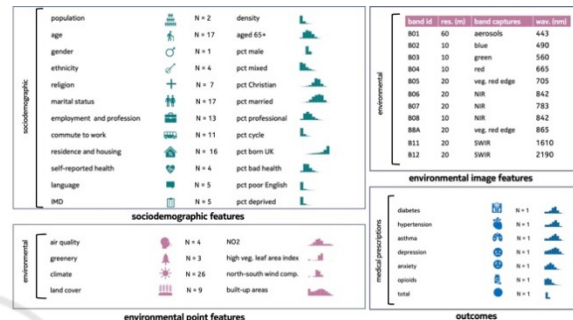 sociodemographic
population N = 2 density
age N = 17 aged 65+
gender N = 1 pct male
ethnicity N = 4 pct mixed
religion N = 7 pct Christian
marital status N = 17 pct married
employment and profession N = 13 pct professional
commute to work N = 11 pct cycle
residence and housing N = 16 pct born UK
self-reported health N = 4 pct bad health
language N = 5 pct poor English
IMD N = 5 pct deprived
sociodemographic features
environmental
air quality N = 4 NO2
greenery N = 3 high veg. leaf area index
climate N = 26 north-south wind comp.
land cover N = 9 built-up areas
environmental point features
environmental
band id res. (m) band captures wav. (nm)
B01 60 aerosols 443
B02 10 blue 490
B03 10 green 560
B04 10 red 665
B05 20 veg. red edge 705
B06 20 NIR 842
B07 20 NIR 783
B08 10 NIR 842
B8A 20 veg. red edge 865
B11 20 SWIR 1610
B12 20 SWIR 2190
environmental image features
medical prescriptions
diabetes N = 1
hypertension N = 1
asthma N = 1
depression N = 1
anxiety N = 1
opioids N = 1
total N = 1
outcomes